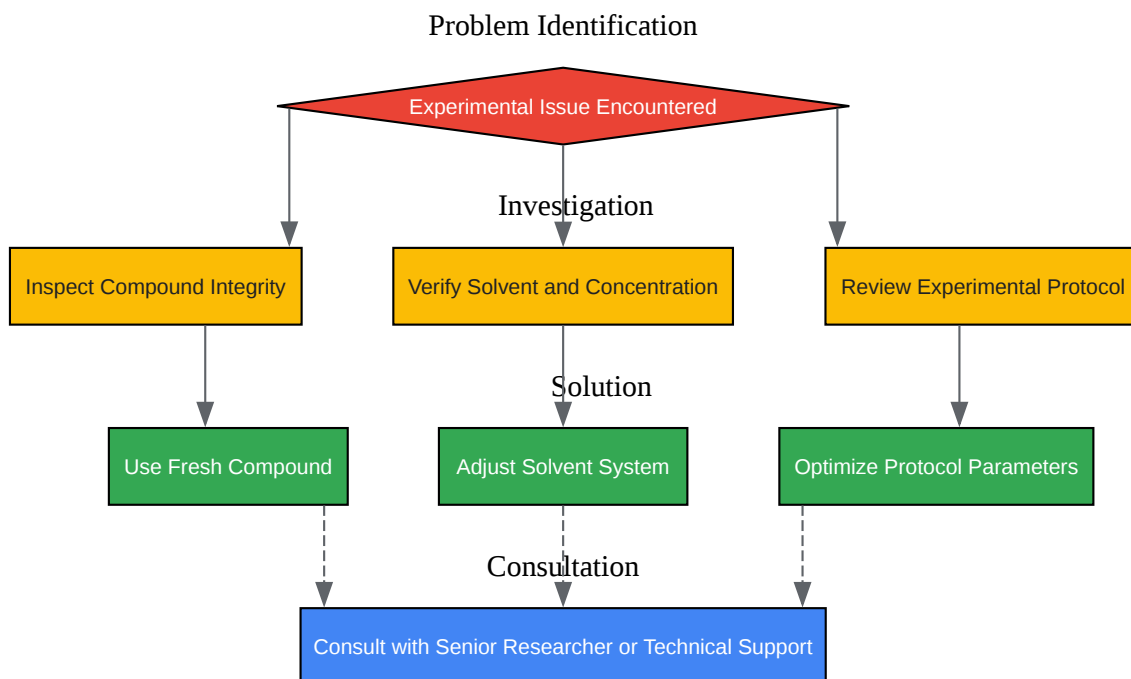 Problem Identification
Experimental Issue Encountered
Investigation
Inspect Compound Integrity
Verify Solvent and Concentration
Review Experimental Protocol
Solution
Use Fresh Compound
Adjust Solvent System
Optimize Protocol Parameters
Consultation
Consult with Senior Researcher or Technical Support